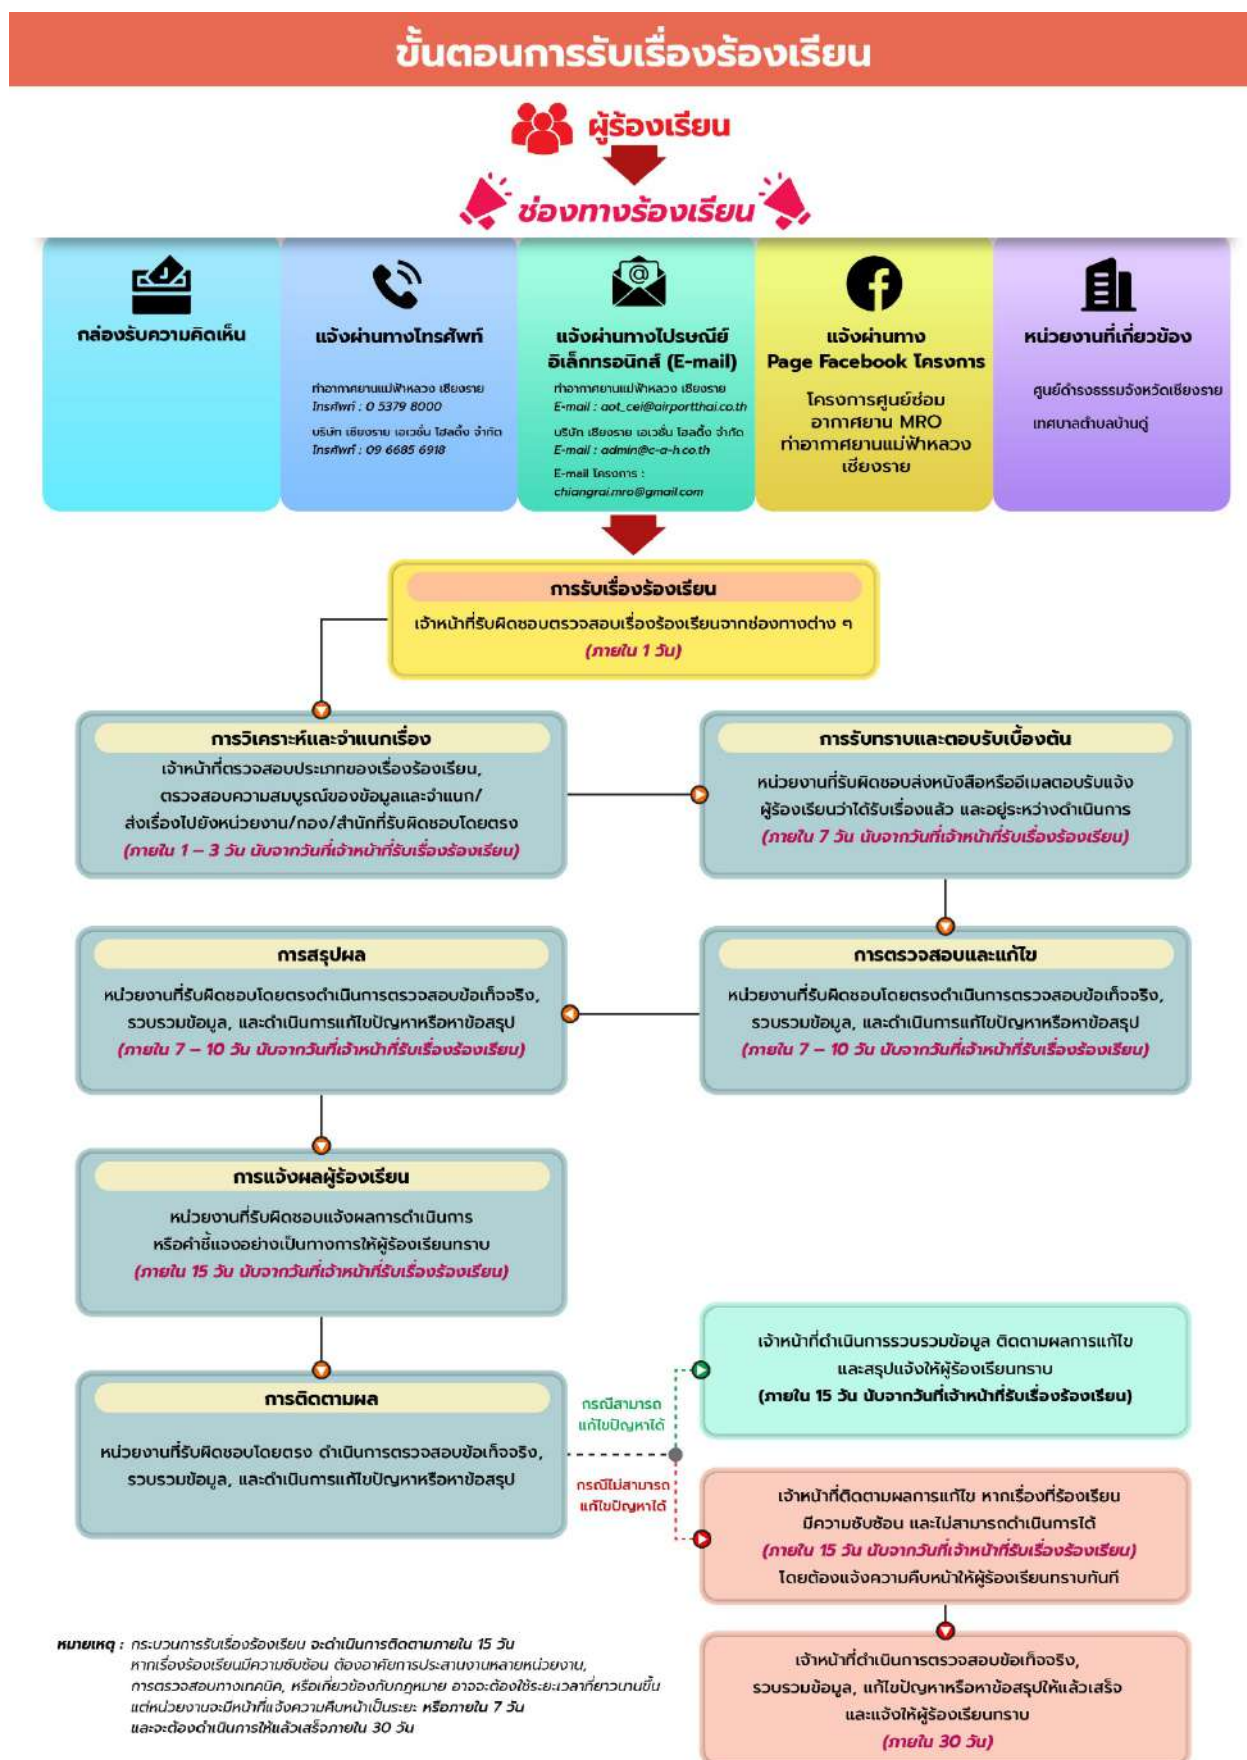 ขั้นตอนการรับเรื่องร้องเรียน
ผู้ร้องเรียน
ช่องทางร้องเรียน
กล่องรับความคิดเห็น
แจ้งผ่านทางโทรศัพท์
ท่าอากาศยานแม่ฟ้าหลวง เชียงราย
โทรศัพท์ : 0 5379 8000
บริษัท เชียงราย เอเวชั่น โฮลดิ้ง จำกัด
โทรศัพท์ : 09 6685 6918
แจ้งผ่านทางไปรษณีย์
อิเล็กทรอนิกส์ (E-mail)
ท่าอากาศยานแม่ฟ้าหลวง เชียงราย
E-mail : aot_cei@airportthai.co.th
บริษัท เชียงราย เอเวชั่น โฮลดิ้ง จำกัด
E-mail : admin@c-a-h.co.th
E-mail โครงการ :
chiangrai.mro@gmail.com
แจ้งผ่านทาง
Page Facebook โครงการ
โครงการศูนย์ซ่อม
อากาศยาน MRO
ท่าอากาศยานแม่ฟ้าหลวง
เชียงราย
หน่วยงานที่เกี่ยวข้อง
ศูนย์ดำรงธรรมจังหวัดเชียงราย
เทศบาลตำบลบ้านดู่
การรับเรื่องร้องเรียน
เจ้าหน้าที่รับผิดชอบตรวจสอบเรื่องร้องเรียนจากช่องทางต่าง ๆ
(ภายใน 1 วัน)
การวิเคราะห์และจำแนกเรื่อง
เจ้าหน้าที่ตรวจสอบประเภทของเรื่องร้องเรียน,
ตรวจสอบความสมบูรณ์ของข้อมูลและจำแนก/
ส่งเรื่องไปยังหน่วยงาน/กอง/สำนักที่รับผิดชอบโดยตรง
(ภายใน 1 – 3 วัน นับจากวันที่เจ้าหน้าที่รับเรื่องร้องเรียน)
การรับทราบและตอบรับเบื้องต้น
หน่วยงานที่รับผิดชอบส่งหนังสือหรืออีเมลตอบรับแจ้ง
ผู้ร้องเรียนว่าได้รับเรื่องแล้ว และอยู่ระหว่างดำเนินการ
(ภายใน 7 วัน นับจากวันที่เจ้าหน้าที่รับเรื่องร้องเรียน)
การสรุปผล
หน่วยงานที่รับผิดชอบโดยตรงดำเนินการตรวจสอบข้อเท็จจริง,
รวบรวมข้อมูล, และดำเนินการแก้ไขปัญหาหรือหาข้อสรุป
(ภายใน 7 – 10 วัน นับจากวันที่เจ้าหน้าที่รับเรื่องร้องเรียน)
การตรวจสอบและแก้ไข
หน่วยงานที่รับผิดชอบโดยตรงดำเนินการตรวจสอบข้อเท็จจริง,
รวบรวมข้อมูล, และดำเนินการแก้ไขปัญหาหรือหาข้อสรุป
(ภายใน 7 – 10 วัน นับจากวันที่เจ้าหน้าที่รับเรื่องร้องเรียน)
การแจ้งผลผู้ร้องเรียน
หน่วยงานที่รับผิดชอบแจ้งผลการดำเนินการ
หรือคำชี้แจงอย่างเป็นทางการให้ผู้ร้องเรียนทราบ
(ภายใน 15 วัน นับจากวันที่เจ้าหน้าที่รับเรื่องร้องเรียน)
การติดตามผล
หน่วยงานที่รับผิดชอบโดยตรง ดำเนินการตรวจสอบข้อเท็จจริง,
รวบรวมข้อมูล, และดำเนินการแก้ไขปัญหาหรือหาข้อสรุป
กรณีสามารถ
แก้ไขปัญหาได้
เจ้าหน้าที่ดำเนินการรวบรวมข้อมูล ติดตามผลการแก้ไข
และสรุปแจ้งให้ผู้ร้องเรียนทราบ
(ภายใน 15 วัน นับจากวันที่เจ้าหน้าที่รับเรื่องร้องเรียน)
กรณีไม่สามารถ
แก้ไขปัญหาได้
เจ้าหน้าที่ติดตามผลการแก้ไข หากเรื่องที่ร้องเรียน
มีความซับซ้อน และไม่สามารถดำเนินการได้
(ภายใน 15 วัน นับจากวันที่เจ้าหน้าที่รับเรื่องร้องเรียน)
โดยต้องแจ้งความคืบหน้าให้ผู้ร้องเรียนทราบทันที
เจ้าหน้าที่ดำเนินการตรวจสอบข้อเท็จจริง,
รวบรวมข้อมูล, แก้ไขปัญหาหรือหาข้อสรุปให้แล้วเสร็จ
และแจ้งให้ผู้ร้องเรียนทราบ
(ภายใน 30 วัน)
หมายเหตุ : กระบวนการรับเรื่องร้องเรียน จะดำเนินการติดตามภายใน 15 วัน
หากเรื่องร้องเรียนมีความซับซ้อน ต้องอาศัยการประสานงานหลายหน่วยงาน,
การตรวจสอบทางเทคนิค, หรือเกี่ยวข้องกับกฎหมาย อาจจะต้องใช้ระยะเวลาที่ยาวนานขึ้น
แต่หน่วยงานจะมีหน้าที่แจ้งความคืบหน้าเป็นระยะ หรือภายใน 7 วัน
และจะต้องดำเนินการให้แล้วเสร็จภายใน 30 วัน